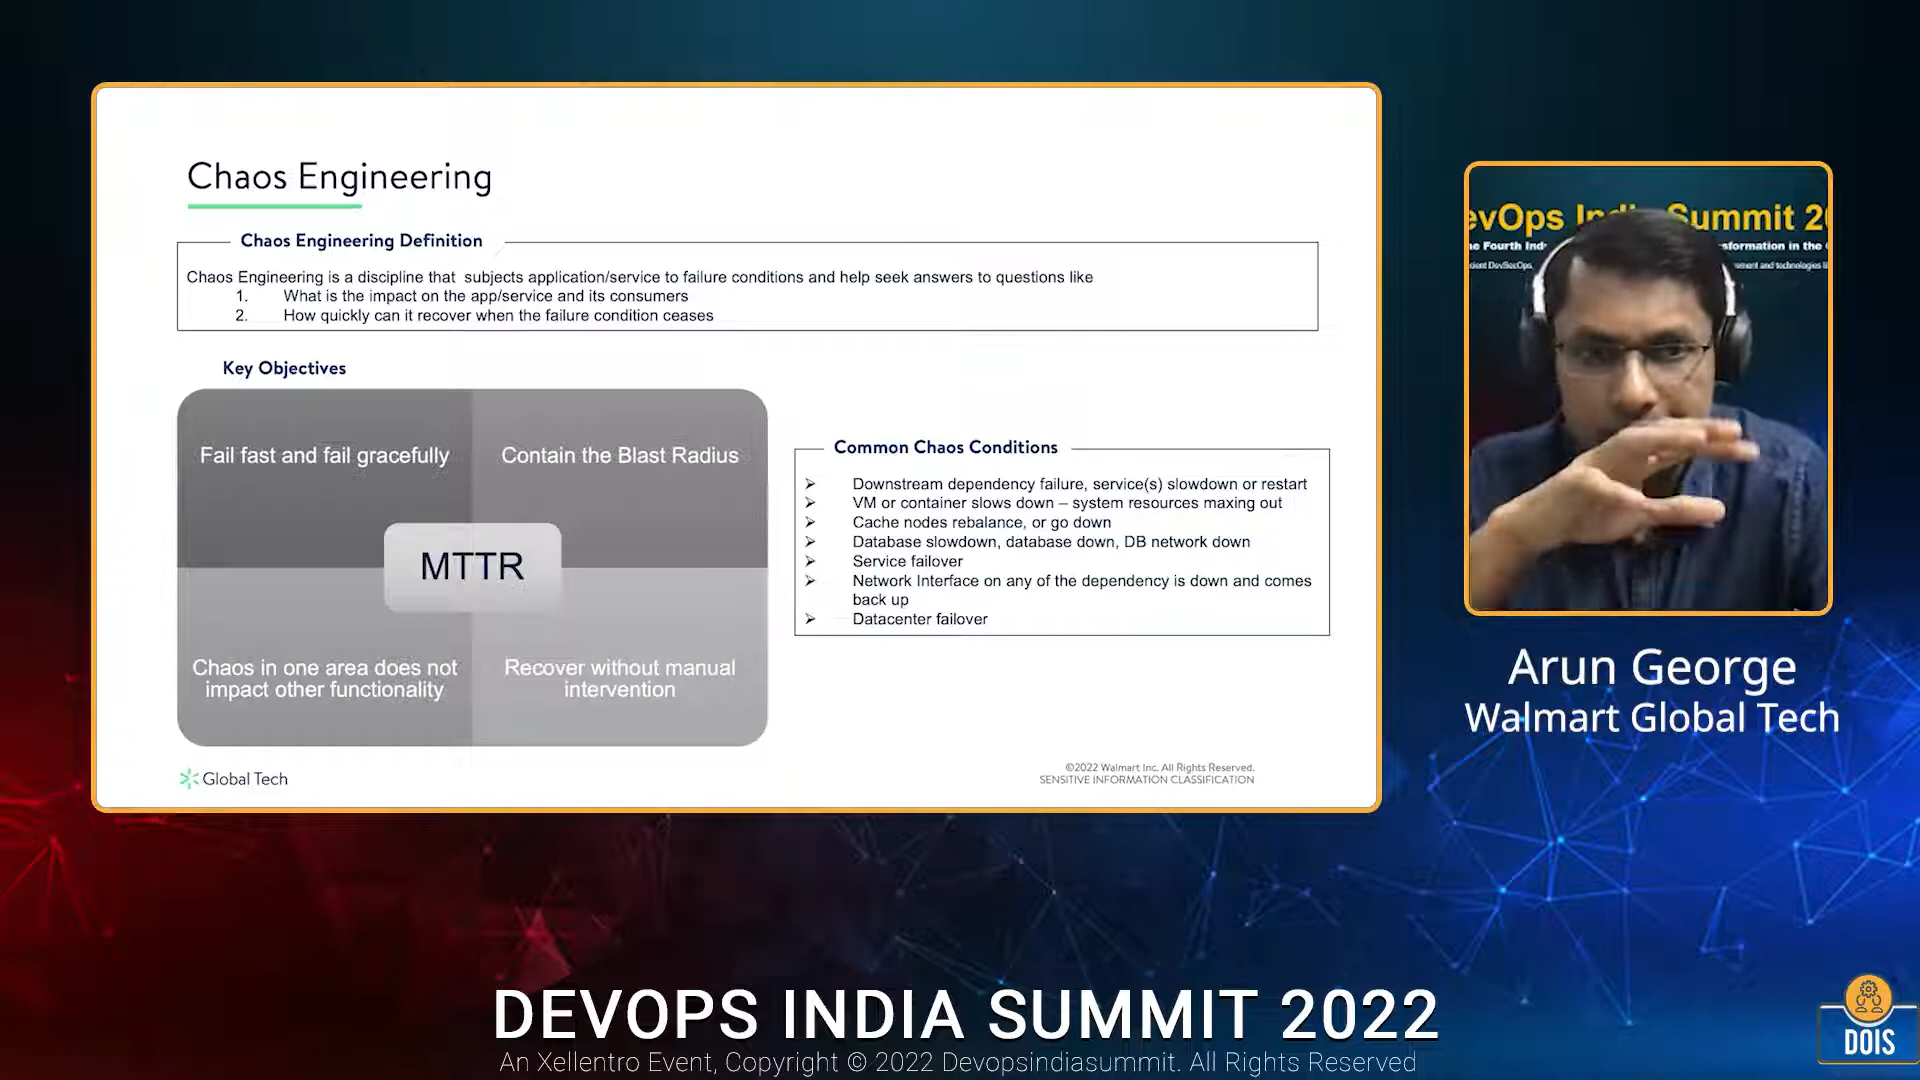 Chaos Engineering
Chaos Engineering Definition
Chaos Engineering is a discipline that subjects application/service to failure conditions and help seek answers to questions like
1. What is the impact on the app/service and its consumers
2. How quickly can it recover when the failure condition ceases
Key Objectives
Fail fast and fail gracefully
Contain the Blast Radius
MTTR
Chaos in one area does not
impact other functionality
Recover without manual
intervention
Common Chaos Conditions
➢ Downstream dependency failure, service(s) slowdown or restart
➢ VM or container slows down – system resources maxing out
➢ Cache nodes rebalance, or go down
➢ Database slowdown, database down, DB network down
➢ Service failover
➢ Network Interface on any of the dependency is down and comes
back up
➢ Datacenter failover
Global Tech
©2022 Walmart Inc. All Rights Reserved.
SENSITIVE INFORMATION CLASSIFICATION
evOps Summit 2
Arun George
Walmart Global Tech
DEVOPS INDIA SUMMIT 2022
An Xellentro Event, Copyright © 2022 Devopsindiasummit. All Rights Reserved
DOIS